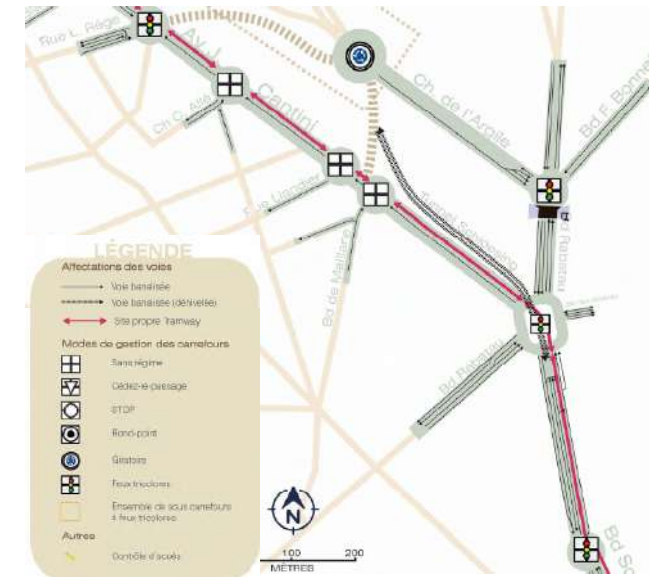 Rue L. Rège
Av. J.
Cantini
Ch. de l'Argile
Bd F. Bonne
Rue Liandier
Tunnel Schloesing
Bd Rabatau
Bd de Maillane
Bd Rabatau
Bd Sc
LÉGENDE
Affectations des voies
Voie banalisée
Voie banalisée (dénivelée)
Site propre Tramway
Modes de gestion des carrefours
Sans régime
Cédez-le-passage
STOP
Rond-point
Giratoire
Feux tricolores
Ensemble de sous carrefours
à feux tricolores
Autres
Contrôle d'accès
N
100 200
MÈTRES